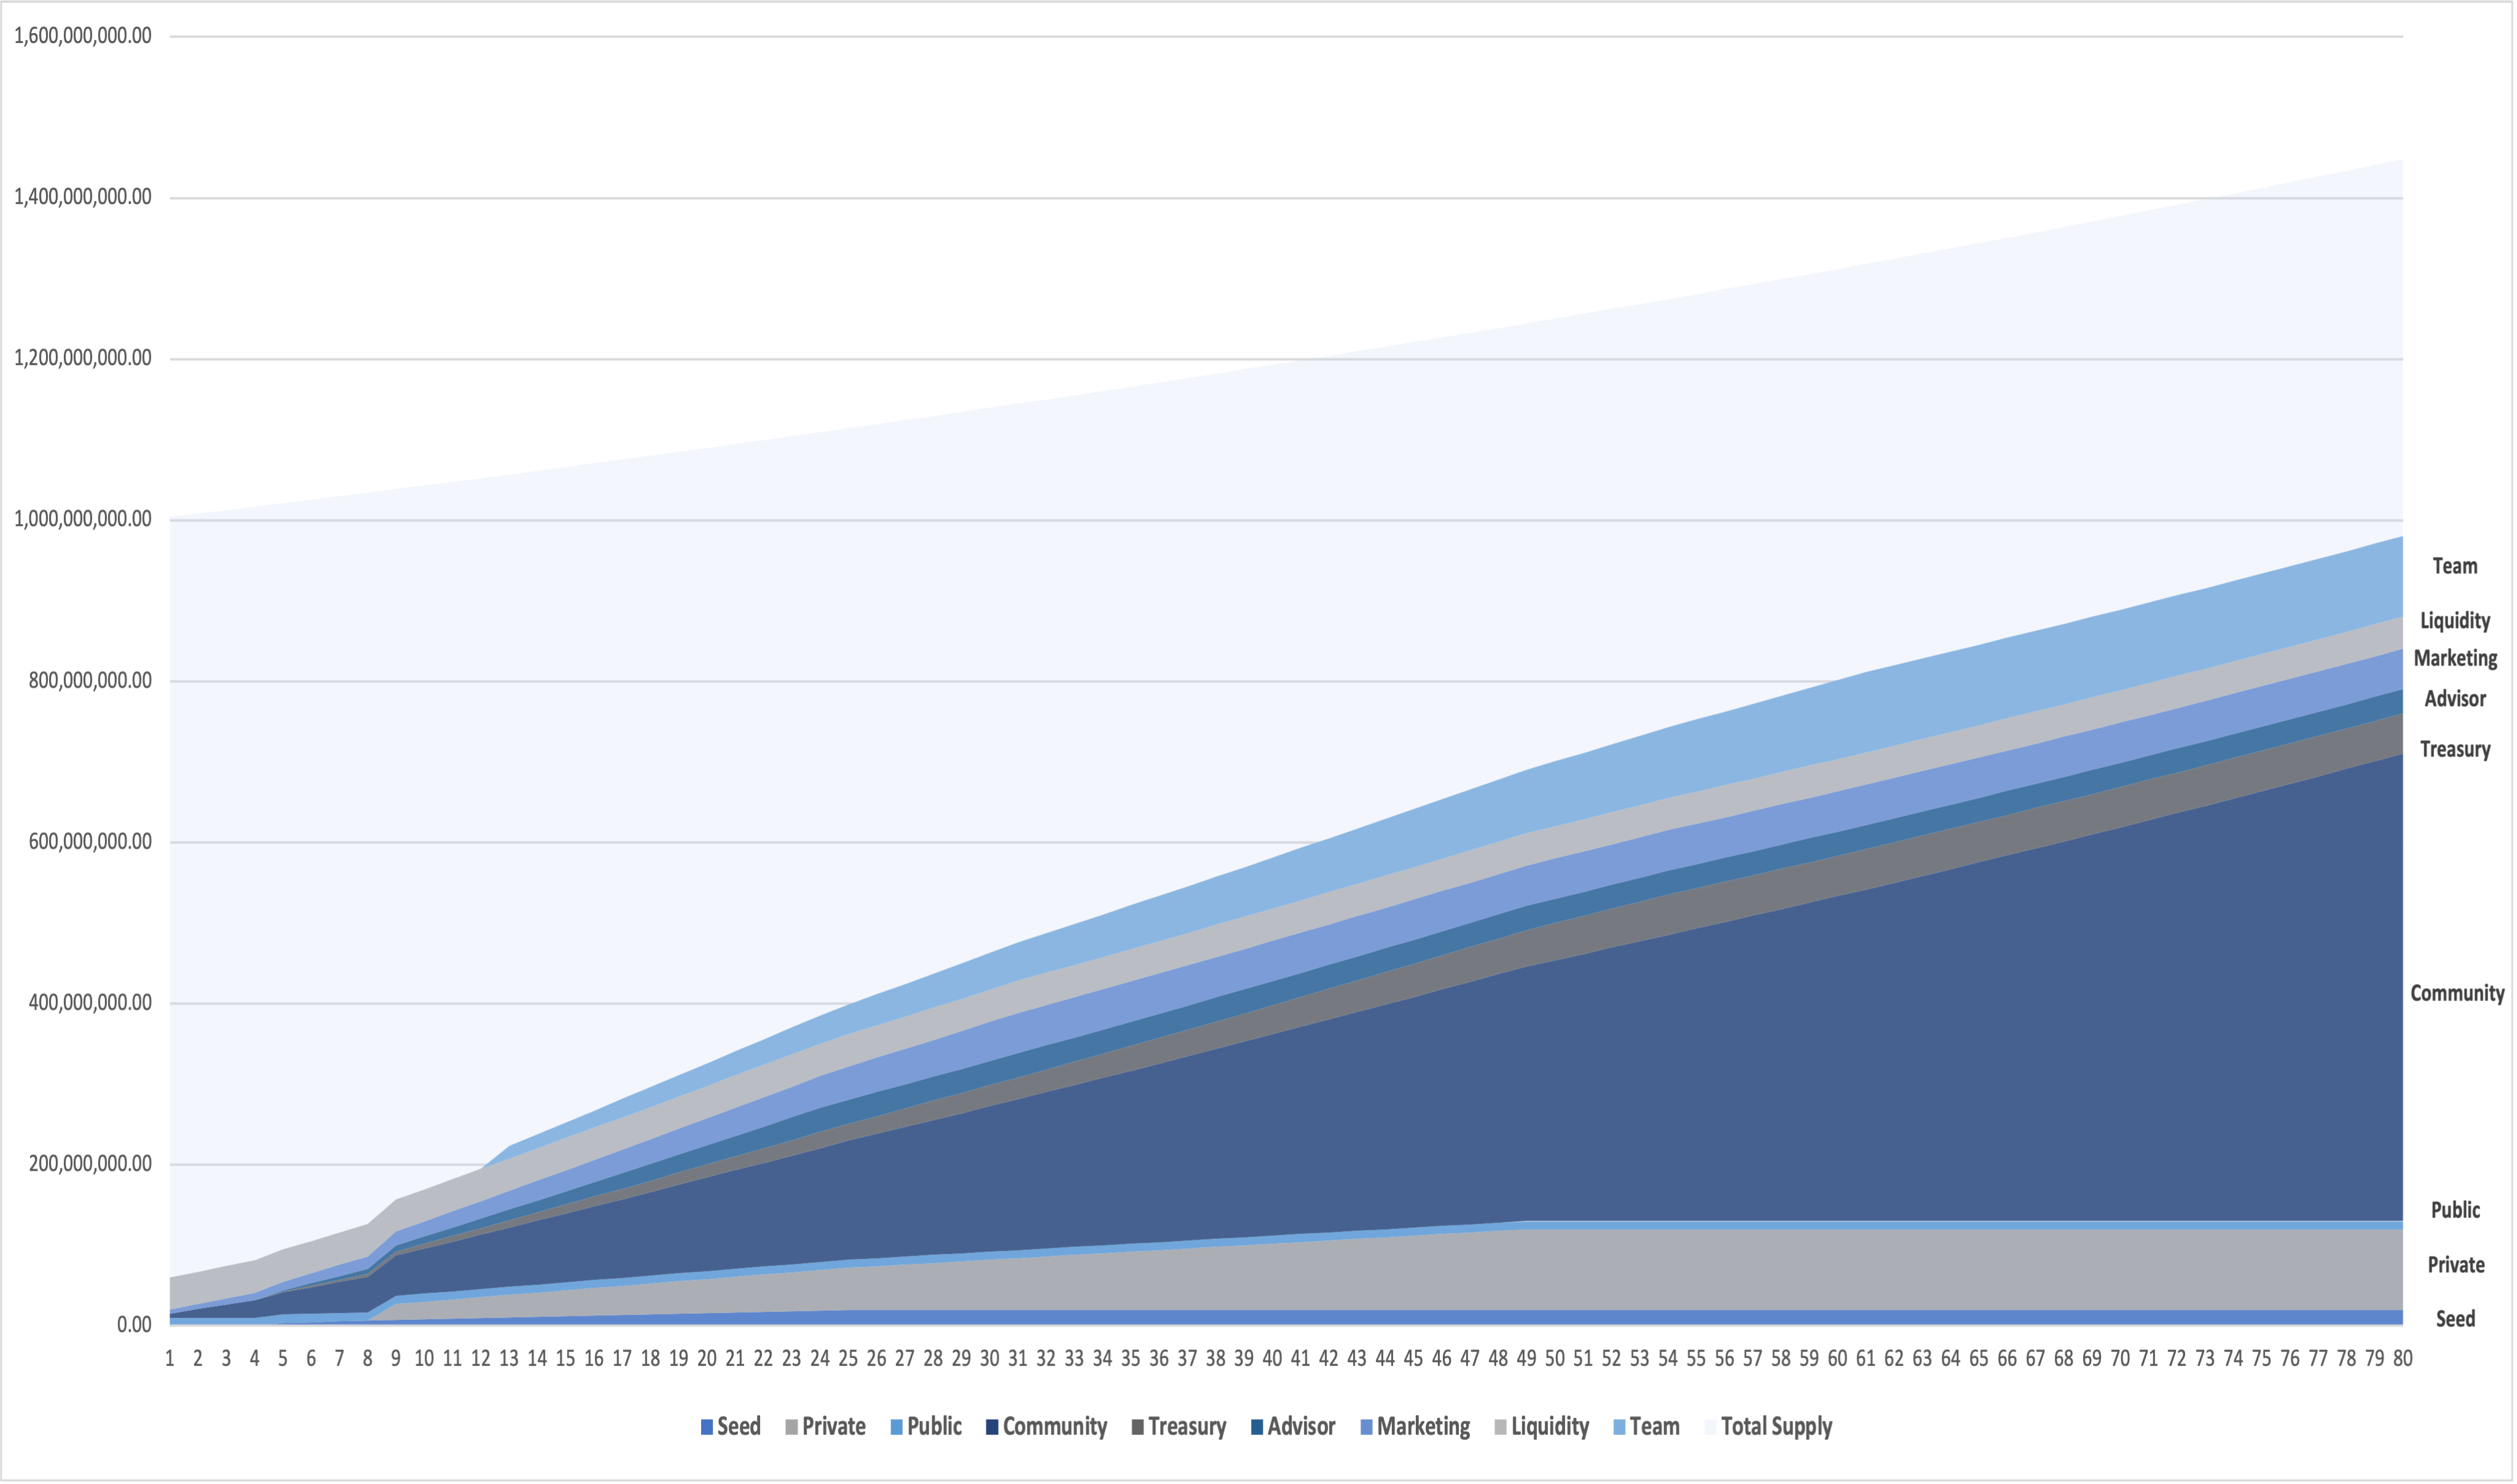 1,600,000,000.00
1,400,000,000.00
1,200,000,000.00
1,000,000,000.00
800,000,000.00
600,000,000.00
400,000,000.00
200,000,000.00
0.00
1 2 3 4 5 6 7 8 9 10 11 12 13 14 15 16 17 18 19 20 21 22 23 24 25 26 27 28 29 30 31 32 33 34 35 36 37 38 39 40 41 42 43 44 45 46 47 48 49 50 51 52 53 54 55 56 57 58 59 60 61 62 63 64 65 66 67 68 69 70 71 72 73 74 75 76 77 78 79 80
Team
Liquidity
Marketing
Advisor
Treasury
Community
Public
Private
Seed
Seed Private Public Community Treasury Advisor Marketing Liquidity Team Total Supply